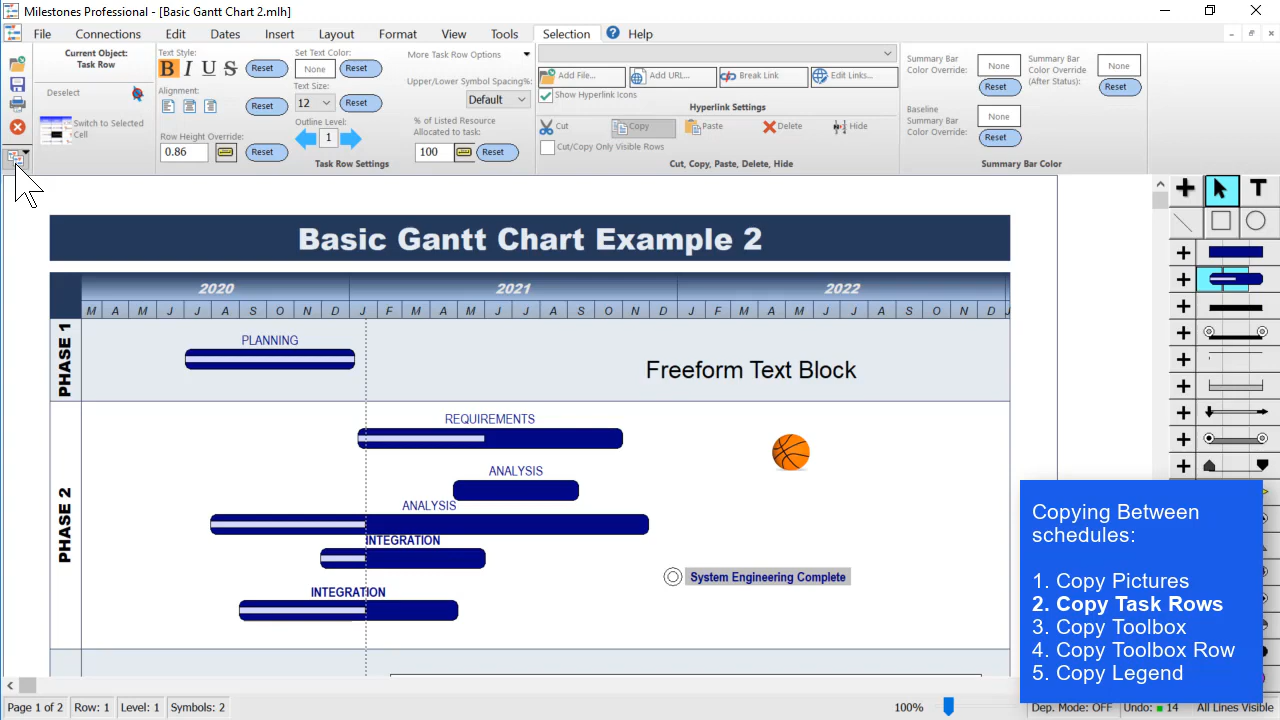 Milestones Professional - [Basic Gantt Chart 2.mlh]
File Connections Edit Dates Insert Layout Format View Tools Selection Help
Current Object:
Task Row
Deselect
Switch to Selected
Cell
Text Style:
B I U S Reset
Alignment:
Reset
Row Height Override:
0.86 Reset
Set Text Color:
None Reset
Text Size:
12 Reset
Outline Level:
1
Task Row Settings
More Task Row Options
Upper/Lower Symbol Spacing%:
Default
% of Listed Resource
Allocated to task:
100 Reset
Add File... Add URL... Break Link Edit Links...
Show Hyperlink Icons
Hyperlink Settings
Cut Copy Paste Delete Hide
Cut/Copy Only Visible Rows
Cut, Copy, Paste, Delete, Hide
Summary Bar
Color Override:
None
Reset
Summary Bar
Color Override
(After Status):
None
Reset
Baseline
Summary Bar
Color Override:
None
Reset
Summary Bar Color
T
Basic Gantt Chart Example 2
2020 2021 2022
M A M J J A S O N D J F M A M J J A S O N D J F M A M J J A S O N D J
PHASE 1
PLANNING
Freeform Text Block
PHASE 2
REQUIREMENTS
ANALYSIS
ANALYSIS
INTEGRATION
System Engineering Complete
INTEGRATION
Copying Between
schedules:
1. Copy Pictures
2. Copy Task Rows
3. Copy Toolbox
4. Copy Toolbox Row
5. Copy Legend
Page 1 of 2 Row: 1 Level: 1 Symbols: 2 100% Dep. Mode: OFF Undo: 14 All Lines Visible